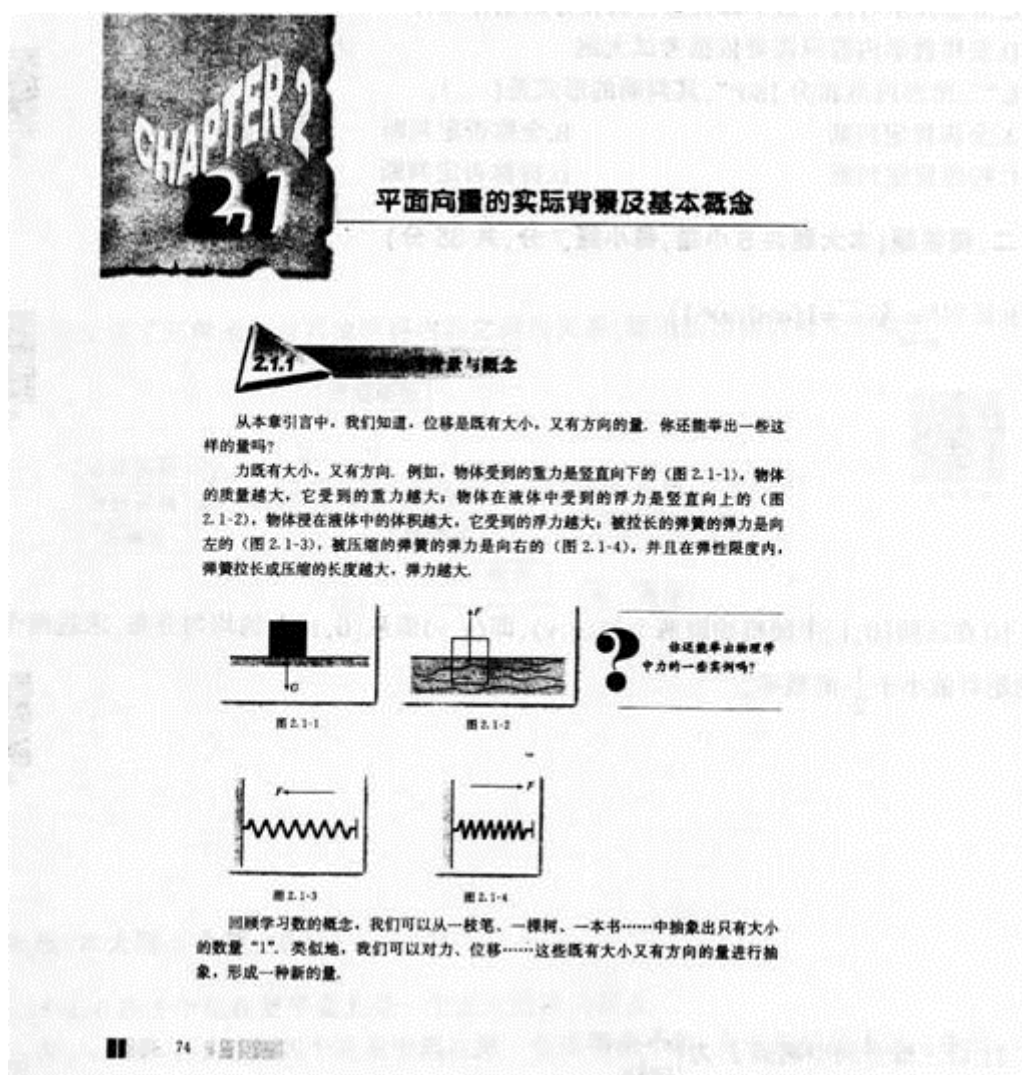 CHAPTER 2
2.1
平面向量的实际背景及基本概念
2.1.1
背景与概念
从本章引言中，我们知道，位移是既有大小，又有方向的量. 你还能举出一些这
样的量吗?
力既有大小，又有方向. 例如，物体受到的重力是竖直向下的（图 2.1-1），物体
的质量越大，它受到的重力越大；物体在液体中受到的浮力是竖直向上的（图
2.1-2），物体浸在液体中的体积越大，它受到的浮力越大；被拉长的弹簧的弹力是向
左的（图 2.1-3），被压缩的弹簧的弹力是向右的（图 2.1-4），并且在弹性限度内，
弹簧拉长或压缩的长度越大，弹力越大.
G
F
?
你还能举出物理学
中力的一些实例吗?
图 2.1-1
图 2.1-2
F
F
图 2.1-3
图 2.1-4
回顾学习数的概念，我们可以从一枝笔、一棵树、一本书……中抽象出只有大小
的数量“1”. 类似地，我们可以对力、位移……这些既有大小又有方向的量进行抽
象，形成一种新的量.
74